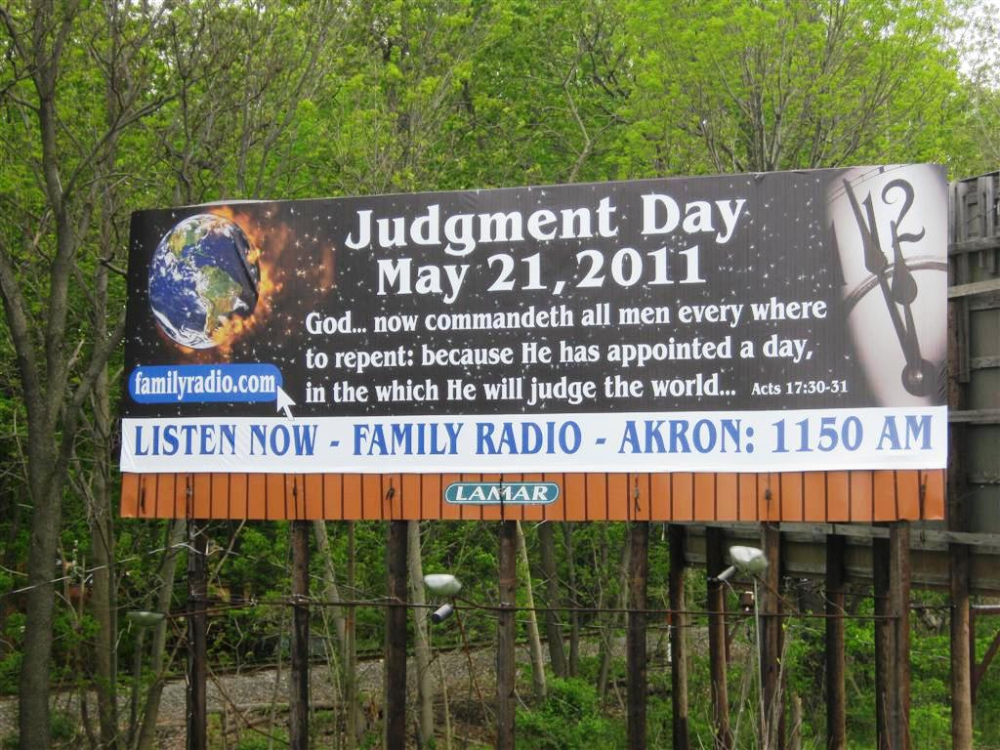 Judgment Day
May 21, 2011
12
God... now commandeth all men every where
to repent: because He has appointed a day,
in the which He will judge the world... Acts 17:30-31
familyradio.com
LISTEN NOW - FAMILY RADIO - AKRON: 1150 AM
LAMAR